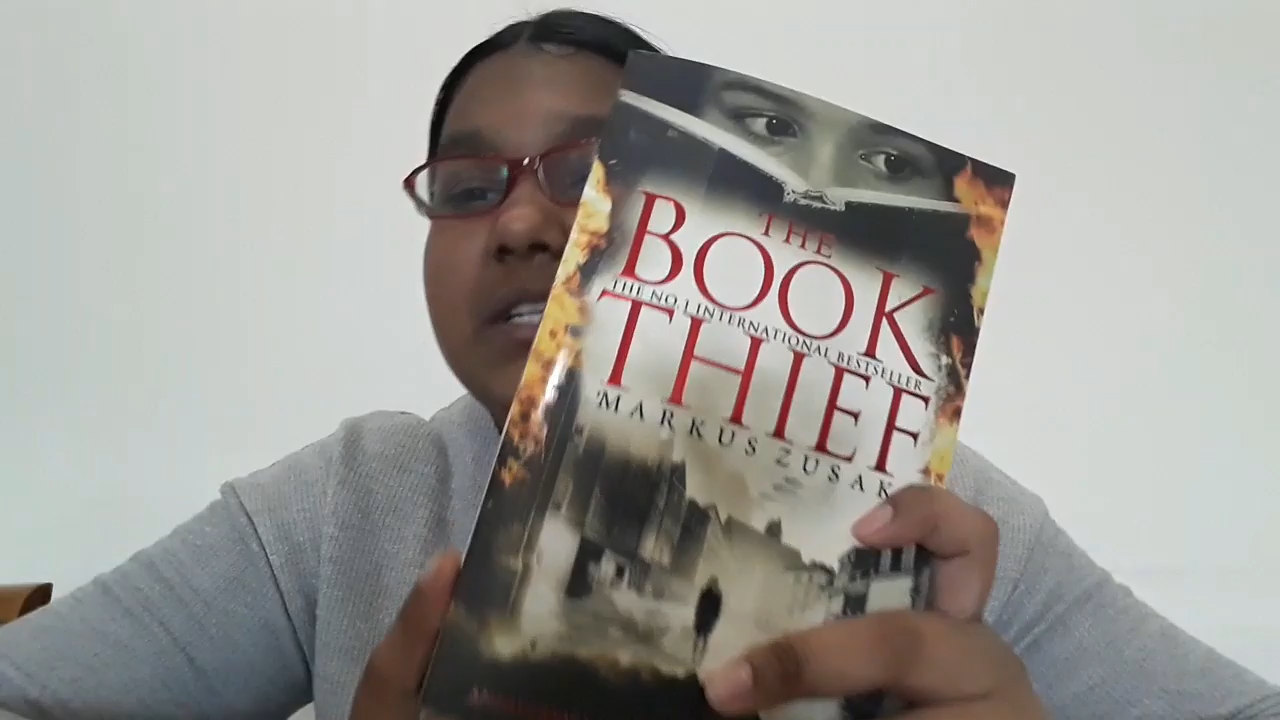 THE
BOOK
THE NO.1 INTERNATIONAL BESTSELLER
THIEF
MARKUS ZUSAK